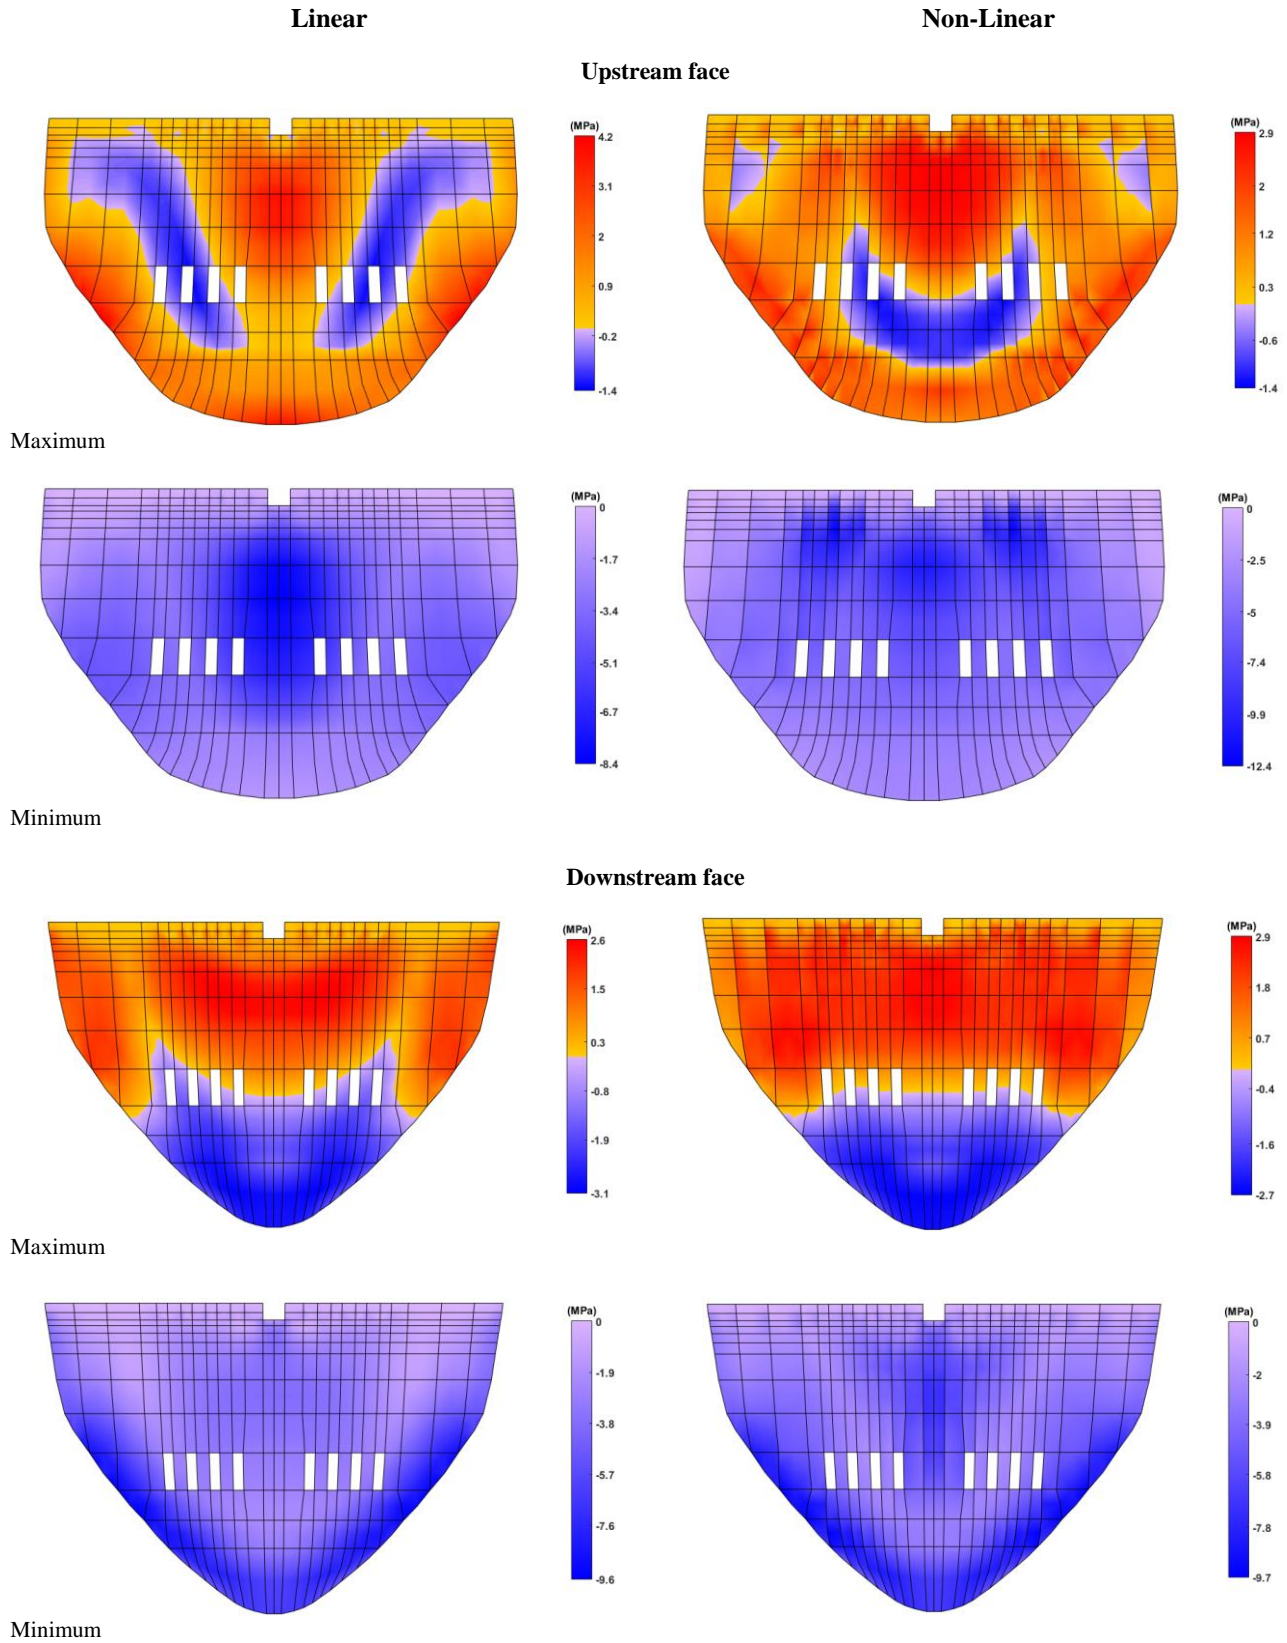 Linear Non-Linear
Upstream face
(MPa) (MPa)
4.2 2.9
3.1 2
2 1.2
0.9 0.3
-0.2 -0.6
-1.4 -1.4
Maximum
(MPa) (MPa)
0 0
-1.7 -2.5
-3.4 -5
-5.1 -7.4
-6.7 -9.9
-8.4 -12.4
Minimum
Downstream face
(MPa) (MPa)
2.6 2.9
1.5 1.8
0.3 0.7
-0.8 -0.4
-1.9 -1.6
-3.1 -2.7
Maximum
(MPa) (MPa)
0 0
-1.9 -2
-3.8 -3.9
-5.7 -5.8
-7.6 -7.8
-9.6 -9.7
Minimum